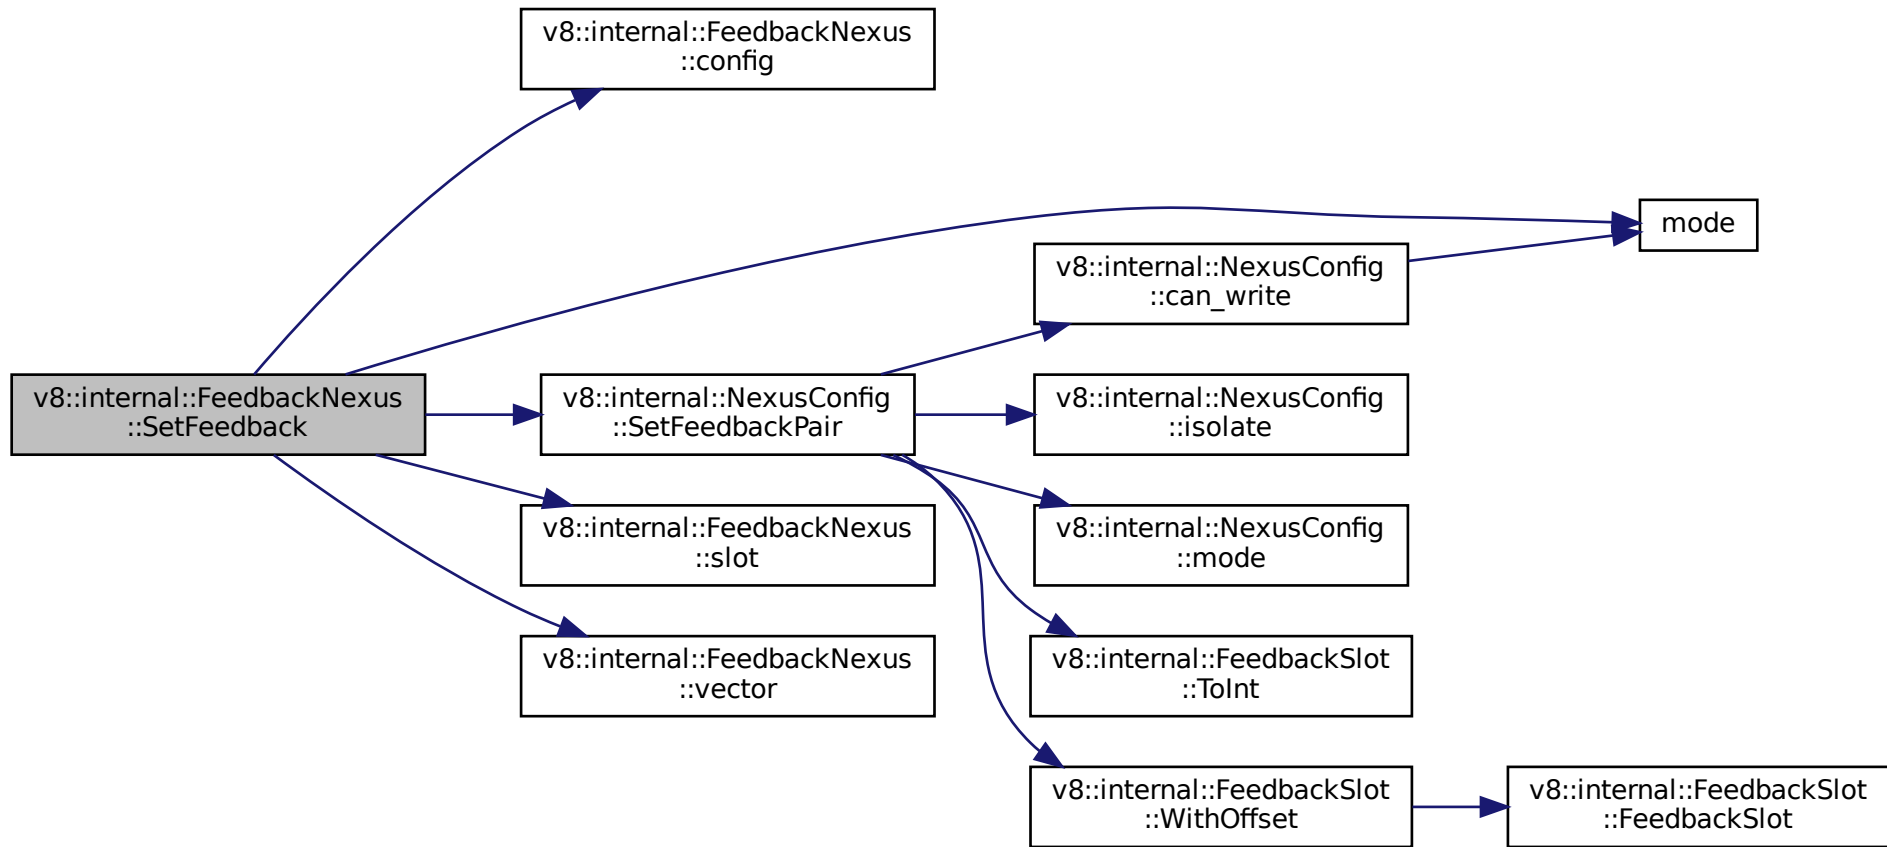 v8::internal::FeedbackNexus
::config
mode
v8::internal::NexusConfig
::can_write
v8::internal::FeedbackNexus
::SetFeedback
v8::internal::NexusConfig
::SetFeedbackPair
v8::internal::NexusConfig
::isolate
v8::internal::FeedbackNexus
::slot
v8::internal::NexusConfig
::mode
v8::internal::FeedbackNexus
::vector
v8::internal::FeedbackSlot
::ToInt
v8::internal::FeedbackSlot
::WithOffset
v8::internal::FeedbackSlot
::FeedbackSlot